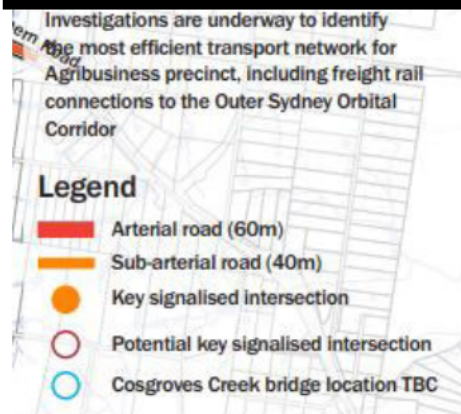 Investigations are underway to identify
the most efficient transport network for
Agribusiness precinct, including freight rail
connections to the Outer Sydney Orbital
Corridor
ern Road
Legend
Arterial road (60m)
Sub-arterial road (40m)
Key signalised intersection
Potential key signalised intersection
Cosgroves Creek bridge location TBC